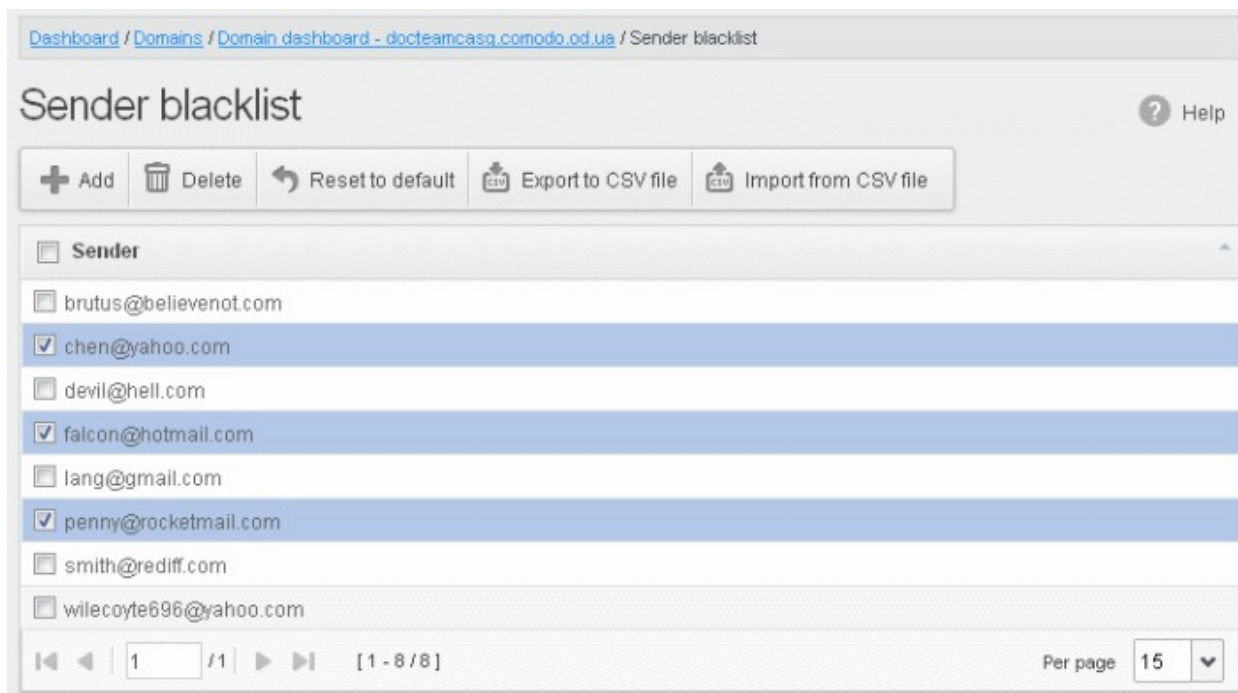 Dashboard / Domains / Domain dashboard - docteamcasg.comodo.od.ua / Sender blacklist
Sender blacklist
Help
Add Delete Reset to default CSV Export to CSV file CSV Import from CSV file
Sender
brutus@believenot.com
chen@yahoo.com
devil@hell.com
falcon@hotmail.com
lang@gmail.com
penny@rocketmail.com
smith@rediff.com
wilecoyte696@yahoo.com
1 /1 [1 - 8 / 8] Per page 15